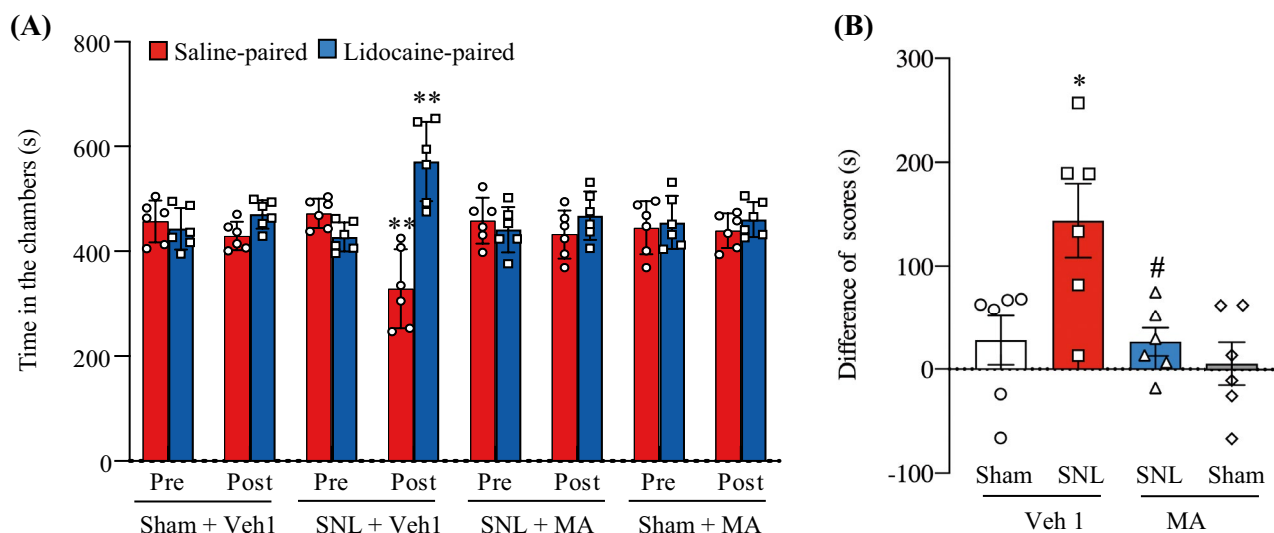 (A)
Time in the chambers (s)
800
600
400
200
0
Saline-paired Lidocaine-paired
**
**
Pre Post Pre Post Pre Post Pre Post
Sham + Veh1 SNL + Veh1 SNL + MA Sham + MA
(B)
Difference of scores (s)
300
200
100
0
-100
*
#
Sham SNL SNL Sham
Veh 1 MA